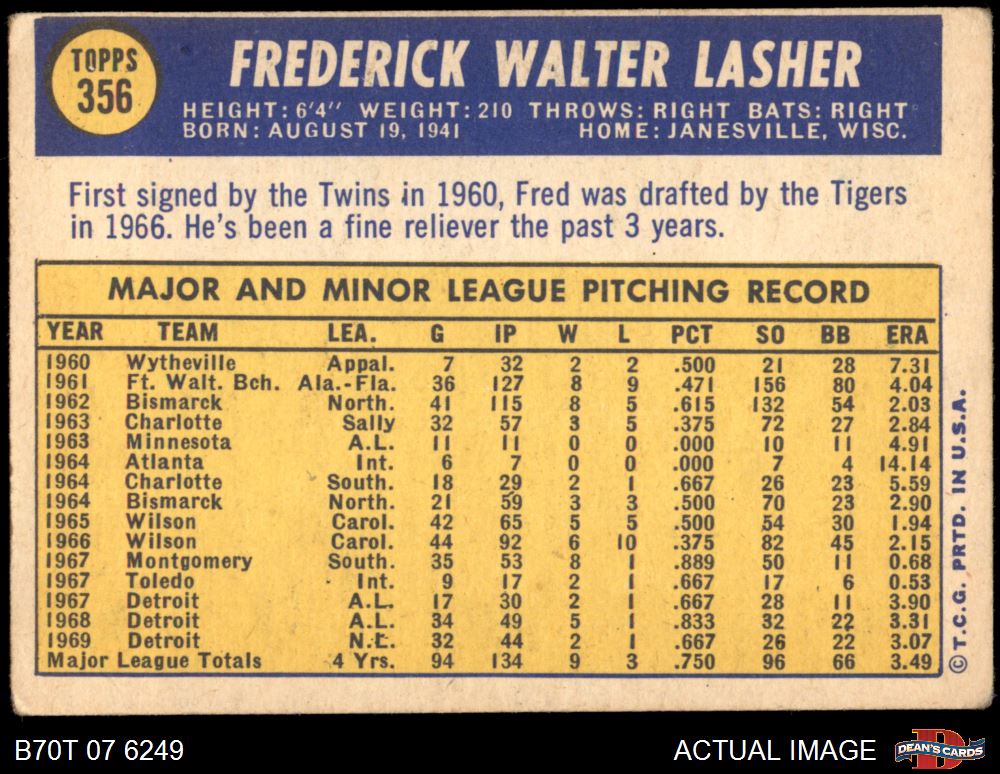 TOPPS
356
FREDERICK WALTER LASHER
HEIGHT: 6'4" WEIGHT: 210 THROWS: RIGHT BATS: RIGHT
BORN: AUGUST 19, 1941 HOME: JANESVILLE, WISC.
First signed by the Twins in 1960, Fred was drafted by the Tigers
in 1966. He's been a fine reliever the past 3 years.
MAJOR AND MINOR LEAGUE PITCHING RECORD
YEAR TEAM LEA. G IP W L PCT SO BB ERA
1960 Wytheville Appal. 7 32 2 2 .500 21 28 7.31
1961 Ft. Walt. Bch. Ala.-Fla. 36 127 8 9 .471 156 80 4.04
1962 Bismarck North. 41 115 8 5 .615 132 54 2.03
1963 Charlotte Sally 32 57 3 5 .375 72 27 2.84
1963 Minnesota A.L. 11 11 0 0 .000 10 11 4.91
1964 Atlanta Int. 6 7 0 0 .000 7 4 14.14
1964 Charlotte South. 18 29 2 1 .667 26 23 5.59
1964 Bismarck North. 21 59 3 3 .500 70 23 2.90
1965 Wilson Carol. 42 65 5 5 .500 54 30 1.94
1966 Wilson Carol. 44 92 6 10 .375 82 45 2.15
1967 Montgomery South. 35 53 8 1 .889 50 11 0.68
1967 Toledo Int. 9 17 2 1 .667 17 6 0.53
1967 Detroit A.L. 17 30 2 1 .667 28 11 3.90
1968 Detroit A.L. 34 49 5 1 .833 32 22 3.31
1969 Detroit N.L. 32 44 2 1 .667 26 22 3.07
Major League Totals 4 Yrs. 94 134 9 3 .750 96 66 3.49
© T.C.G. PRTD. IN U.S.A.
B70T 07 6249 ACTUAL IMAGE
D
DEAN'S CARDS